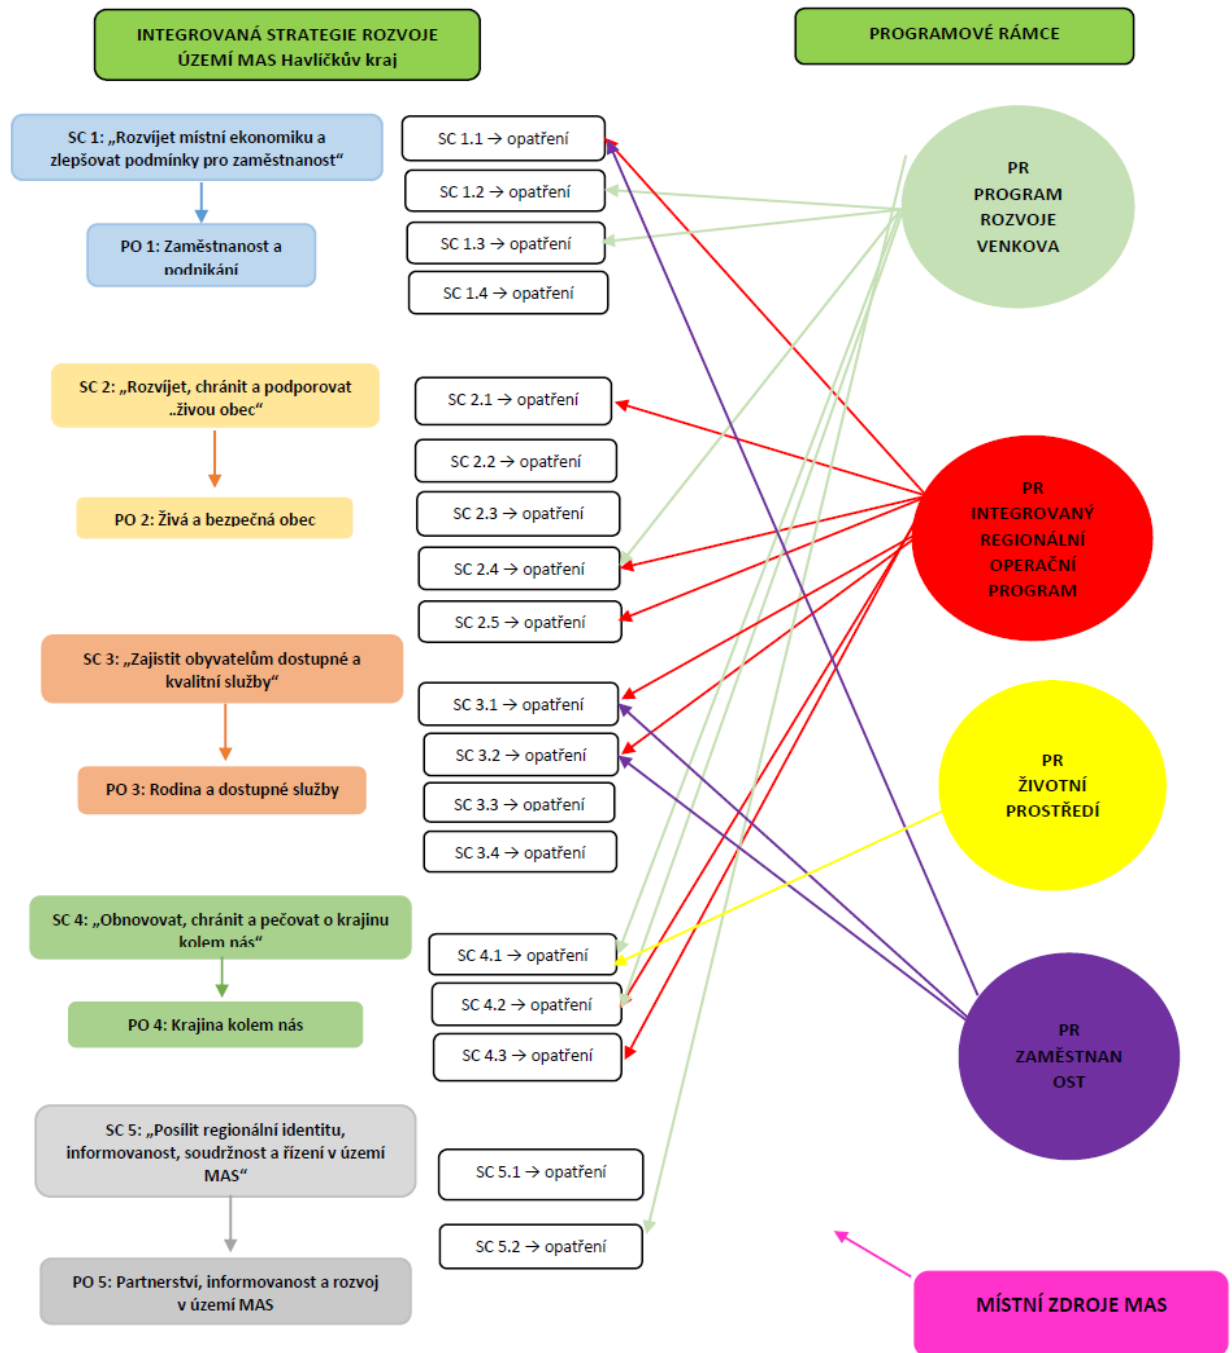 INTEGROVANÁ STRATEGIE ROZVOJE
ÚZEMÍ MAS Havlíčkův kraj
PROGRAMOVÉ RÁMCE
SC 1: „Rozvíjet místní ekonomiku a
zlepšovat podmínky pro zaměstnanost“
PO 1: Zaměstnanost a
podnikání
SC 1.1 → opatření
SC 1.2 → opatření
SC 1.3 → opatření
SC 1.4 → opatření
PR
PROGRAM
ROZVOJE
VENKOVA
SC 2: „Rozvíjet, chránit a podporovat
„živou obec“
PO 2: Živá a bezpečná obec
SC 2.1 → opatření
SC 2.2 → opatření
SC 2.3 → opatření
SC 2.4 → opatření
SC 2.5 → opatření
PR
INTEGROVANÝ
REGIONÁLNÍ
OPERAČNÍ
PROGRAM
SC 3: „Zajistit obyvatelům dostupné a
kvalitní služby“
PO 3: Rodina a dostupné služby
SC 3.1 → opatření
SC 3.2 → opatření
SC 3.3 → opatření
SC 3.4 → opatření
PR
ŽIVOTNÍ
PROSTŘEDÍ
SC 4: „Obnovovat, chránit a pečovat o krajinu
kolem nás“
PO 4: Krajina kolem nás
SC 4.1 → opatření
SC 4.2 → opatření
SC 4.3 → opatření
PR
ZAMĚSTNAN
OST
SC 5: „Posílit regionální identitu,
informovanost, soudržnost a řízení v území
MAS“
PO 5: Partnerství, informovanost a rozvoj
v území MAS
SC 5.1 → opatření
SC 5.2 → opatření
MÍSTNÍ ZDROJE MAS